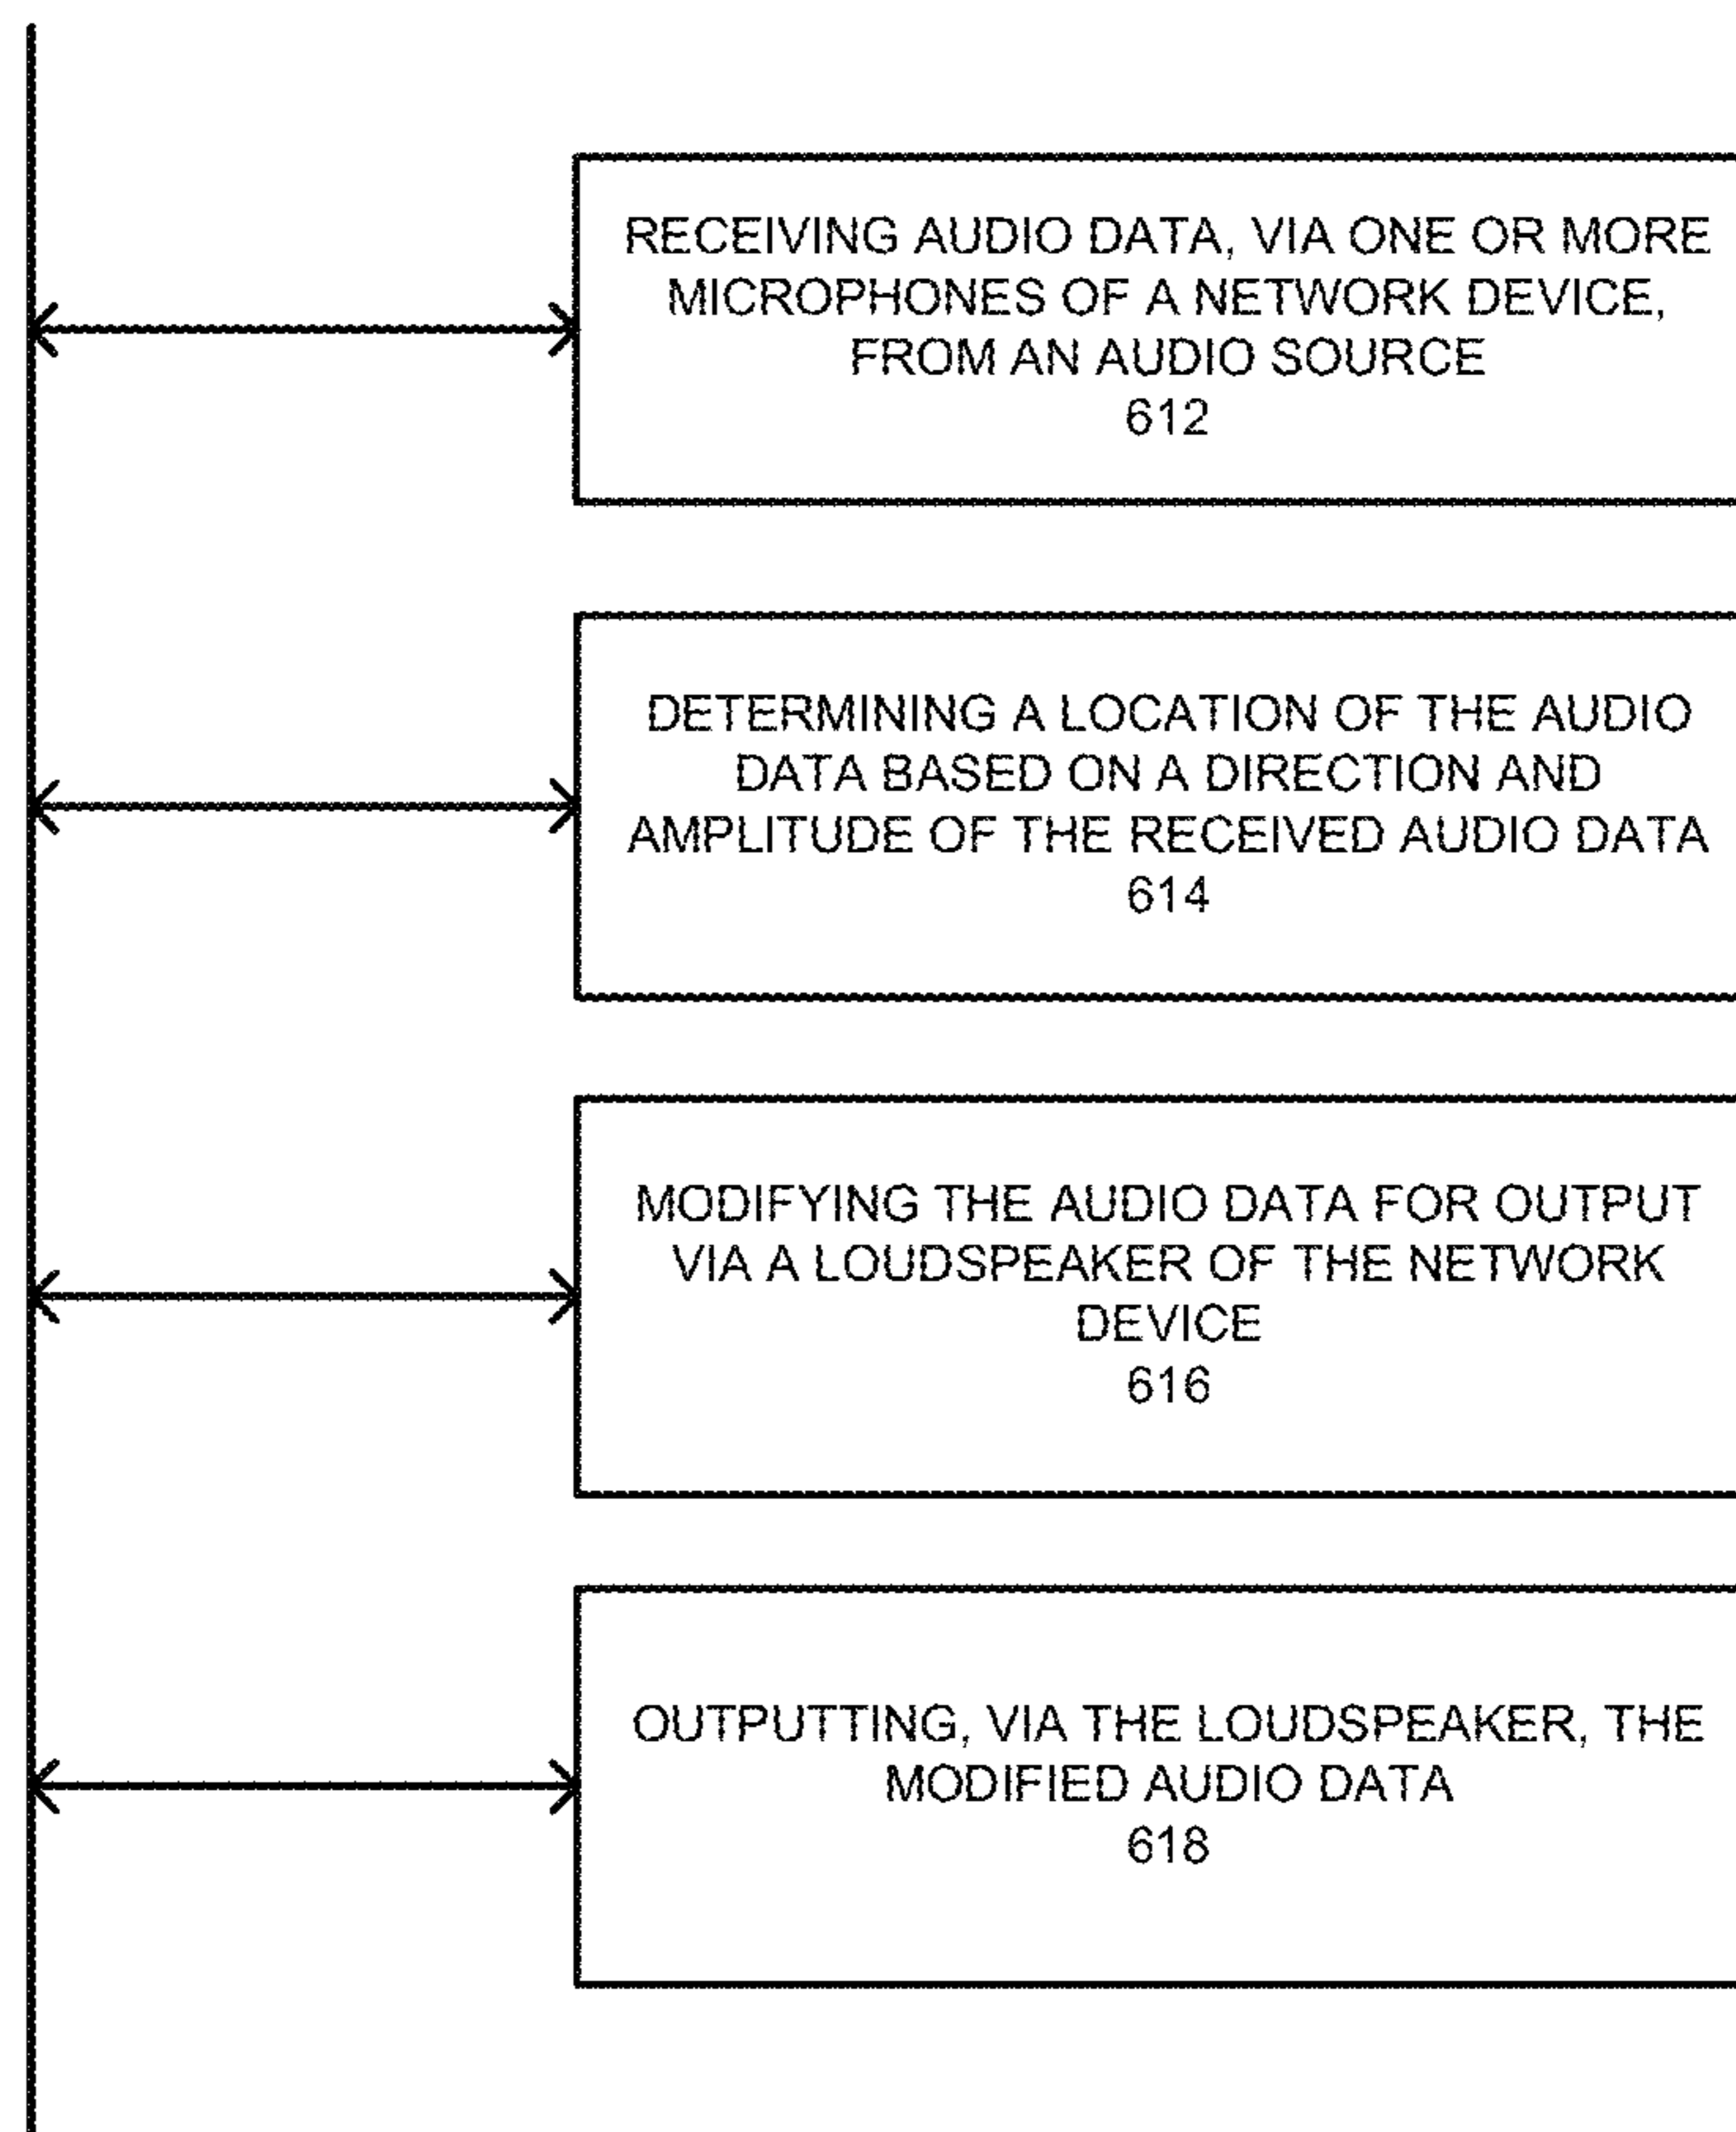 RECEIVING AUDIO DATA, VIA ONE OR MORE
MICROPHONES OF A NETWORK DEVICE,
FROM AN AUDIO SOURCE
612
DETERMINING A LOCATION OF THE AUDIO
DATA BASED ON A DIRECTION AND
AMPLITUDE OF THE RECEIVED AUDIO DATA
614
MODIFYING THE AUDIO DATA FOR OUTPUT
VIA A LOUDSPEAKER OF THE NETWORK
DEVICE
616
OUTPUTTING, VIA THE LOUDSPEAKER, THE
MODIFIED AUDIO DATA
618